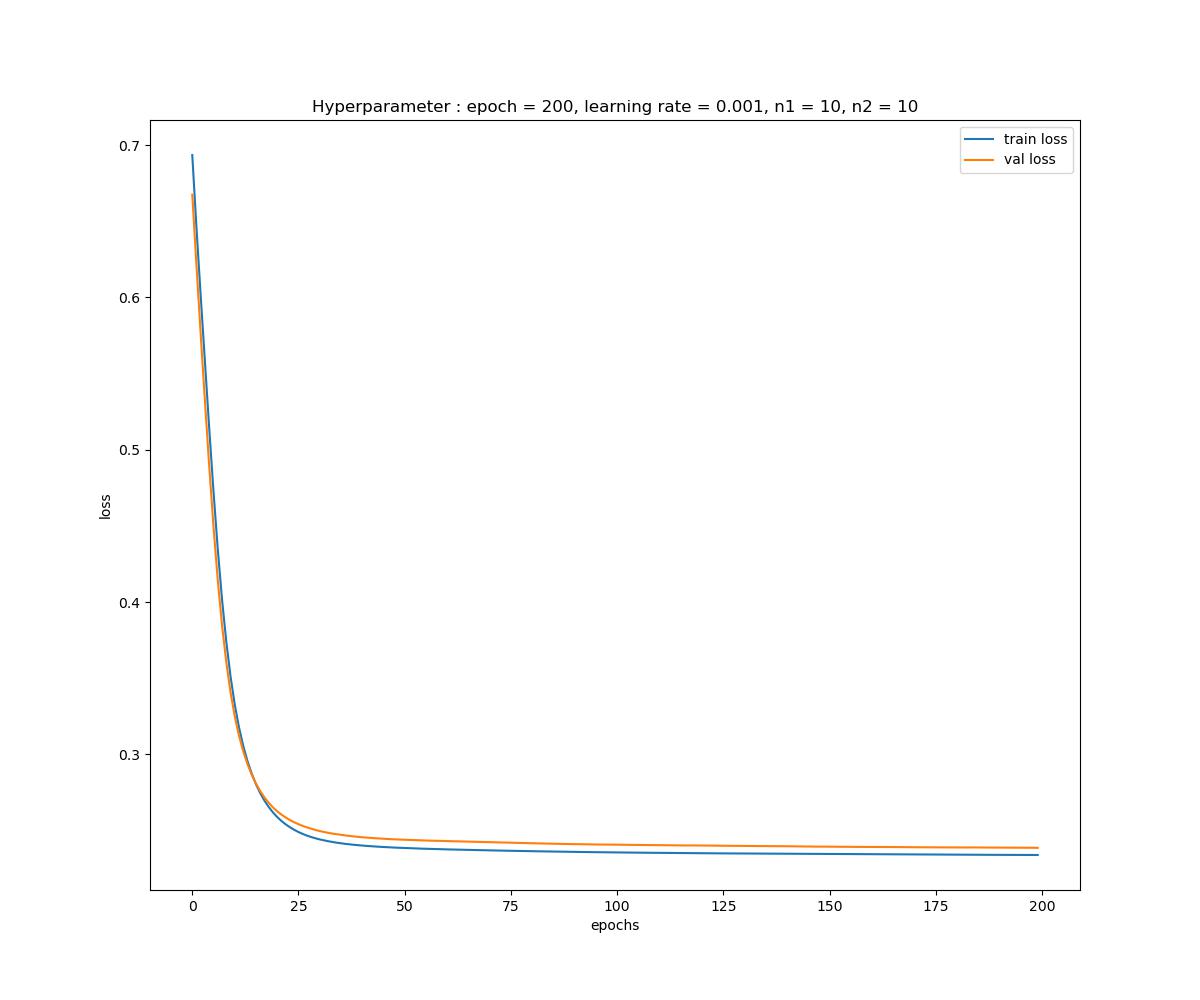 Hyperparameter : epoch = 200, learning rate = 0.001, n1 = 10, n2 = 10
train loss
val loss
0.7
0.6
0.5
0.4
0.3
loss
0 25 50 75 100 125 150 175 200
epochs